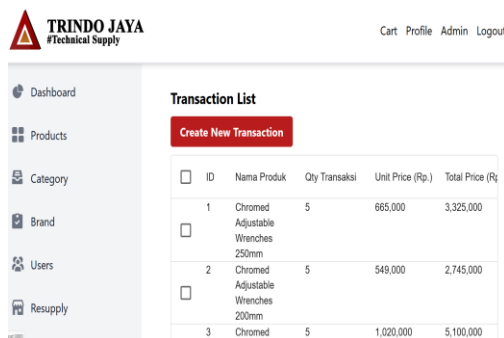 TRINDO JAYA
#Technical Supply
Cart Profile Admin Logout
Dashboard
Products
Category
Brand
Users
Resupply
Transaction List
Create New Transaction
ID Nama Produk Qty Transaksi Unit Price (Rp.) Total Price (Rp
1 Chromed Adjustable Wrenches 250mm 5 665,000 3,325,000
2 Chromed Adjustable Wrenches 200mm 5 549,000 2,745,000
3 Chromed 5 1,020,000 5,100,000